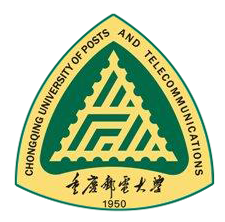 CHONGQING UNIVERSITY OF POSTS AND TELECOMMUNICATIONS
重庆邮电大学
1950